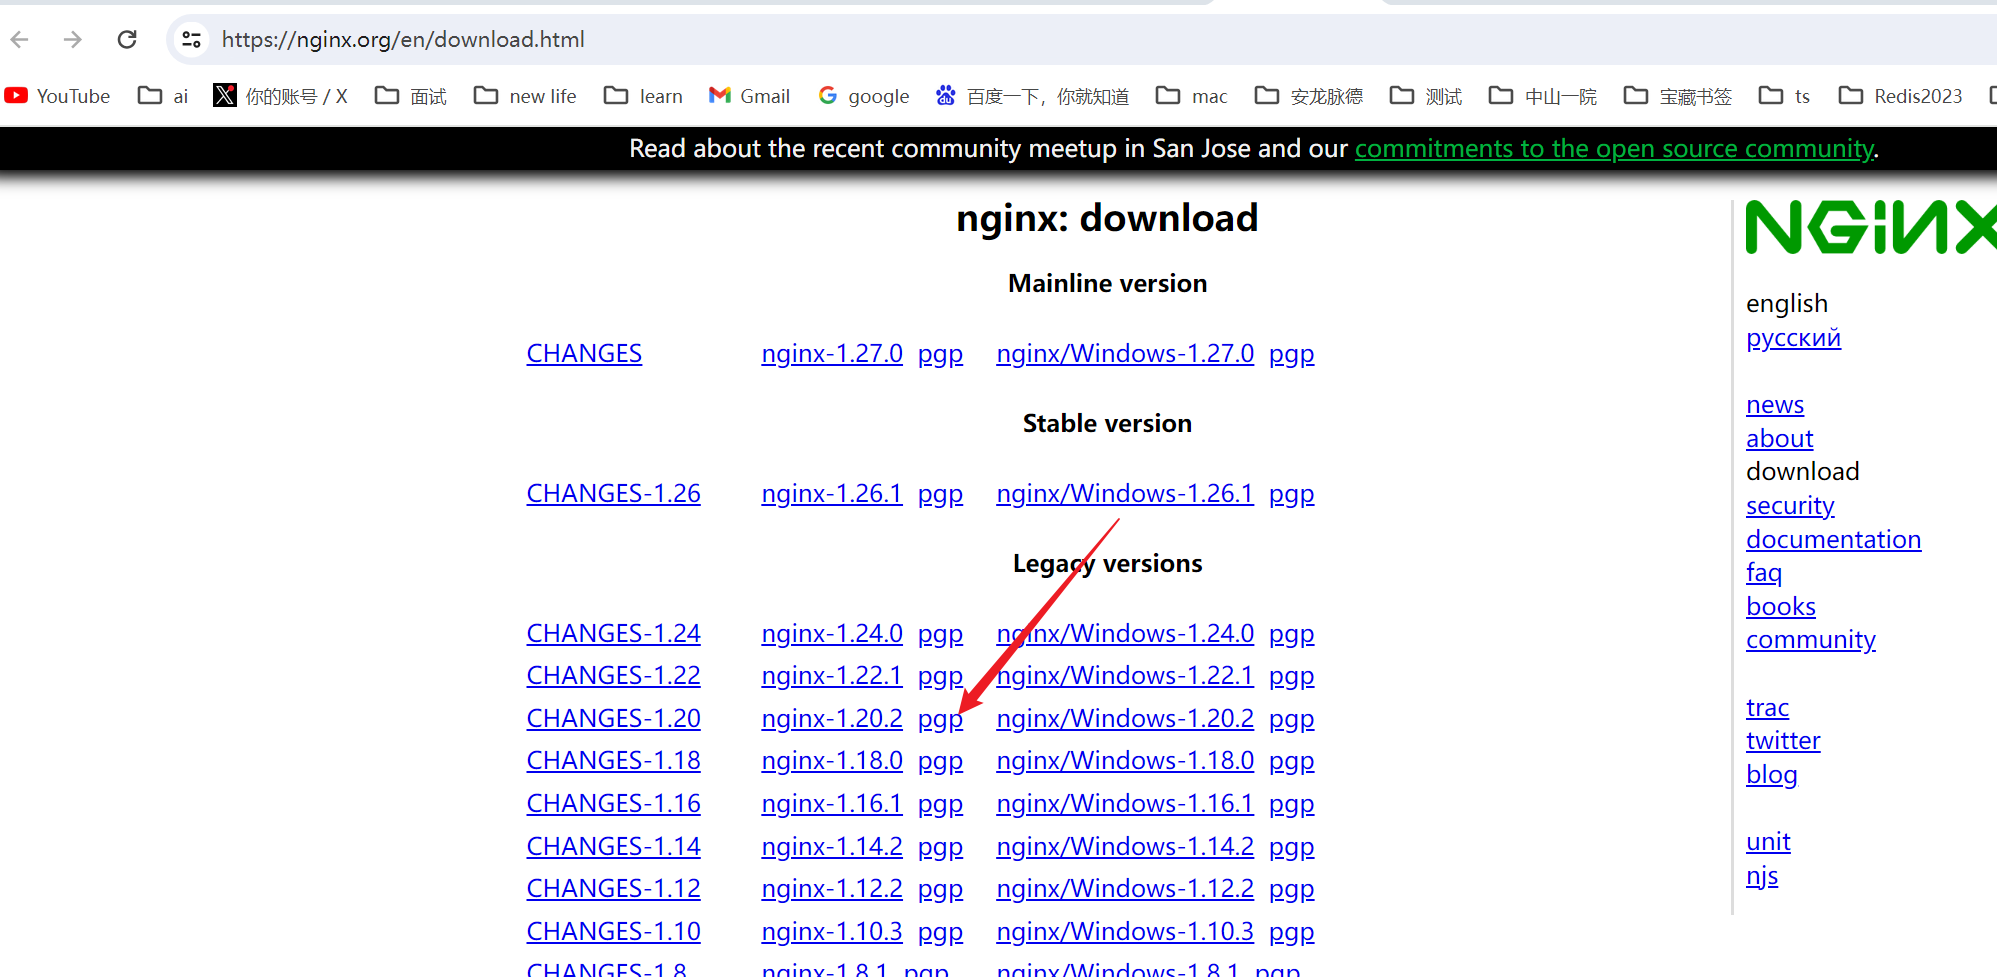 https://nginx.org/en/download.html
YouTube ai 你的账号 / X 面试 new life learn Gmail google 百度一下，你就知道 mac 安龙脉德 测试 中山一院 宝藏书签 ts Redis2023
Read about the recent community meetup in San Jose and our commitments to the open source community.
nginx: download
Mainline version
CHANGES nginx-1.27.0 pgp nginx/Windows-1.27.0 pgp
Stable version
CHANGES-1.26 nginx-1.26.1 pgp nginx/Windows-1.26.1 pgp
Legacy versions
CHANGES-1.24 nginx-1.24.0 pgp nginx/Windows-1.24.0 pgp
CHANGES-1.22 nginx-1.22.1 pgp nginx/Windows-1.22.1 pgp
CHANGES-1.20 nginx-1.20.2 pgp nginx/Windows-1.20.2 pgp
CHANGES-1.18 nginx-1.18.0 pgp nginx/Windows-1.18.0 pgp
CHANGES-1.16 nginx-1.16.1 pgp nginx/Windows-1.16.1 pgp
CHANGES-1.14 nginx-1.14.2 pgp nginx/Windows-1.14.2 pgp
CHANGES-1.12 nginx-1.12.2 pgp nginx/Windows-1.12.2 pgp
CHANGES-1.10 nginx-1.10.3 pgp nginx/Windows-1.10.3 pgp
CHANGES-1.8 nginx-1.8.1 pgp nginx/Windows-1.8.1 pgp
NGINX
english
русский
news
about
download
security
documentation
faq
books
community
trac
twitter
blog
unit
njs